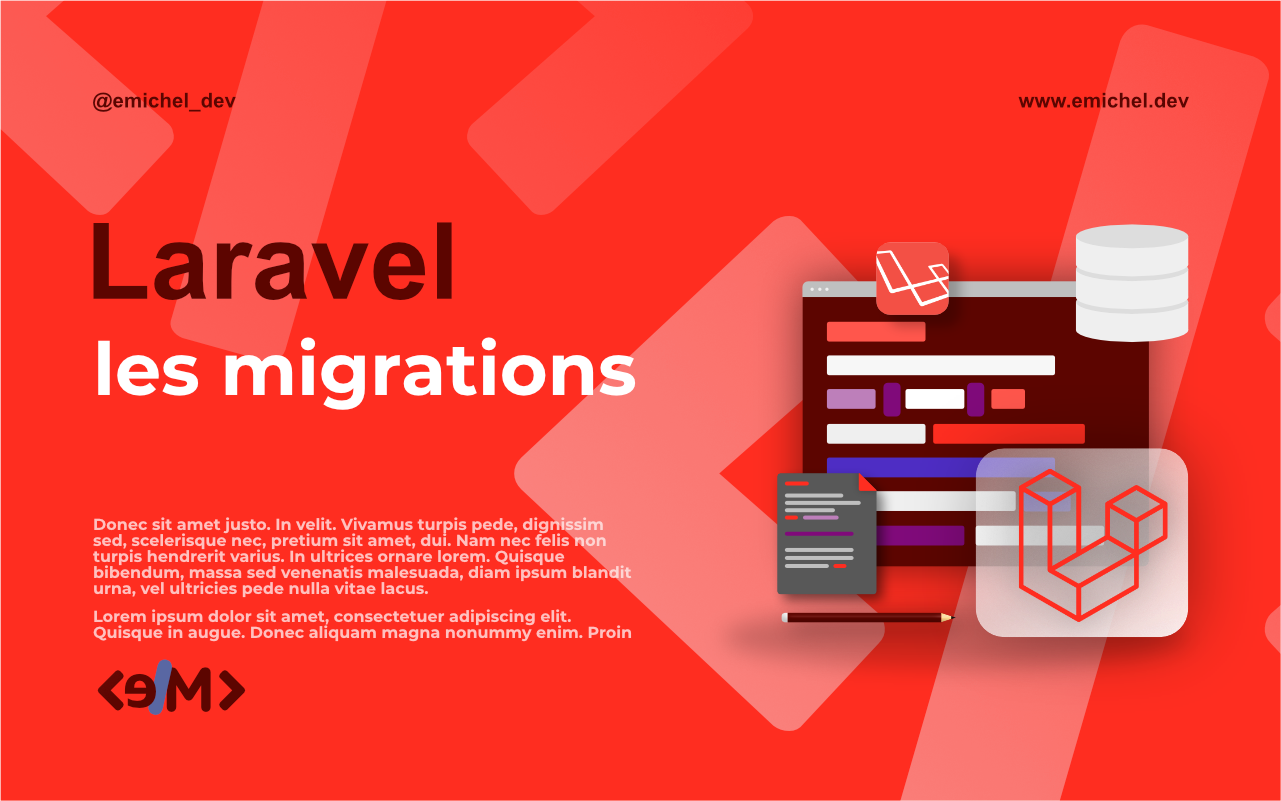 @emichel_dev
www.emichel.dev
Laravel
les migrations
Donec sit amet justo. In velit. Vivamus turpis pede, dignissim
sed, scelerisque nec, pretium sit amet, dui. Nam nec felis non
turpis hendrerit varius. In ultrices ornare lorem. Quisque
bibendum, massa sed venenatis malesuada, diam ipsum blandit
urna, vel ultricies pede nulla vitae lacus.
Lorem ipsum dolor sit amet, consectetuer adipiscing elit.
Quisque in augue. Donec aliquam magna nonummy enim. Proin
<e/M>